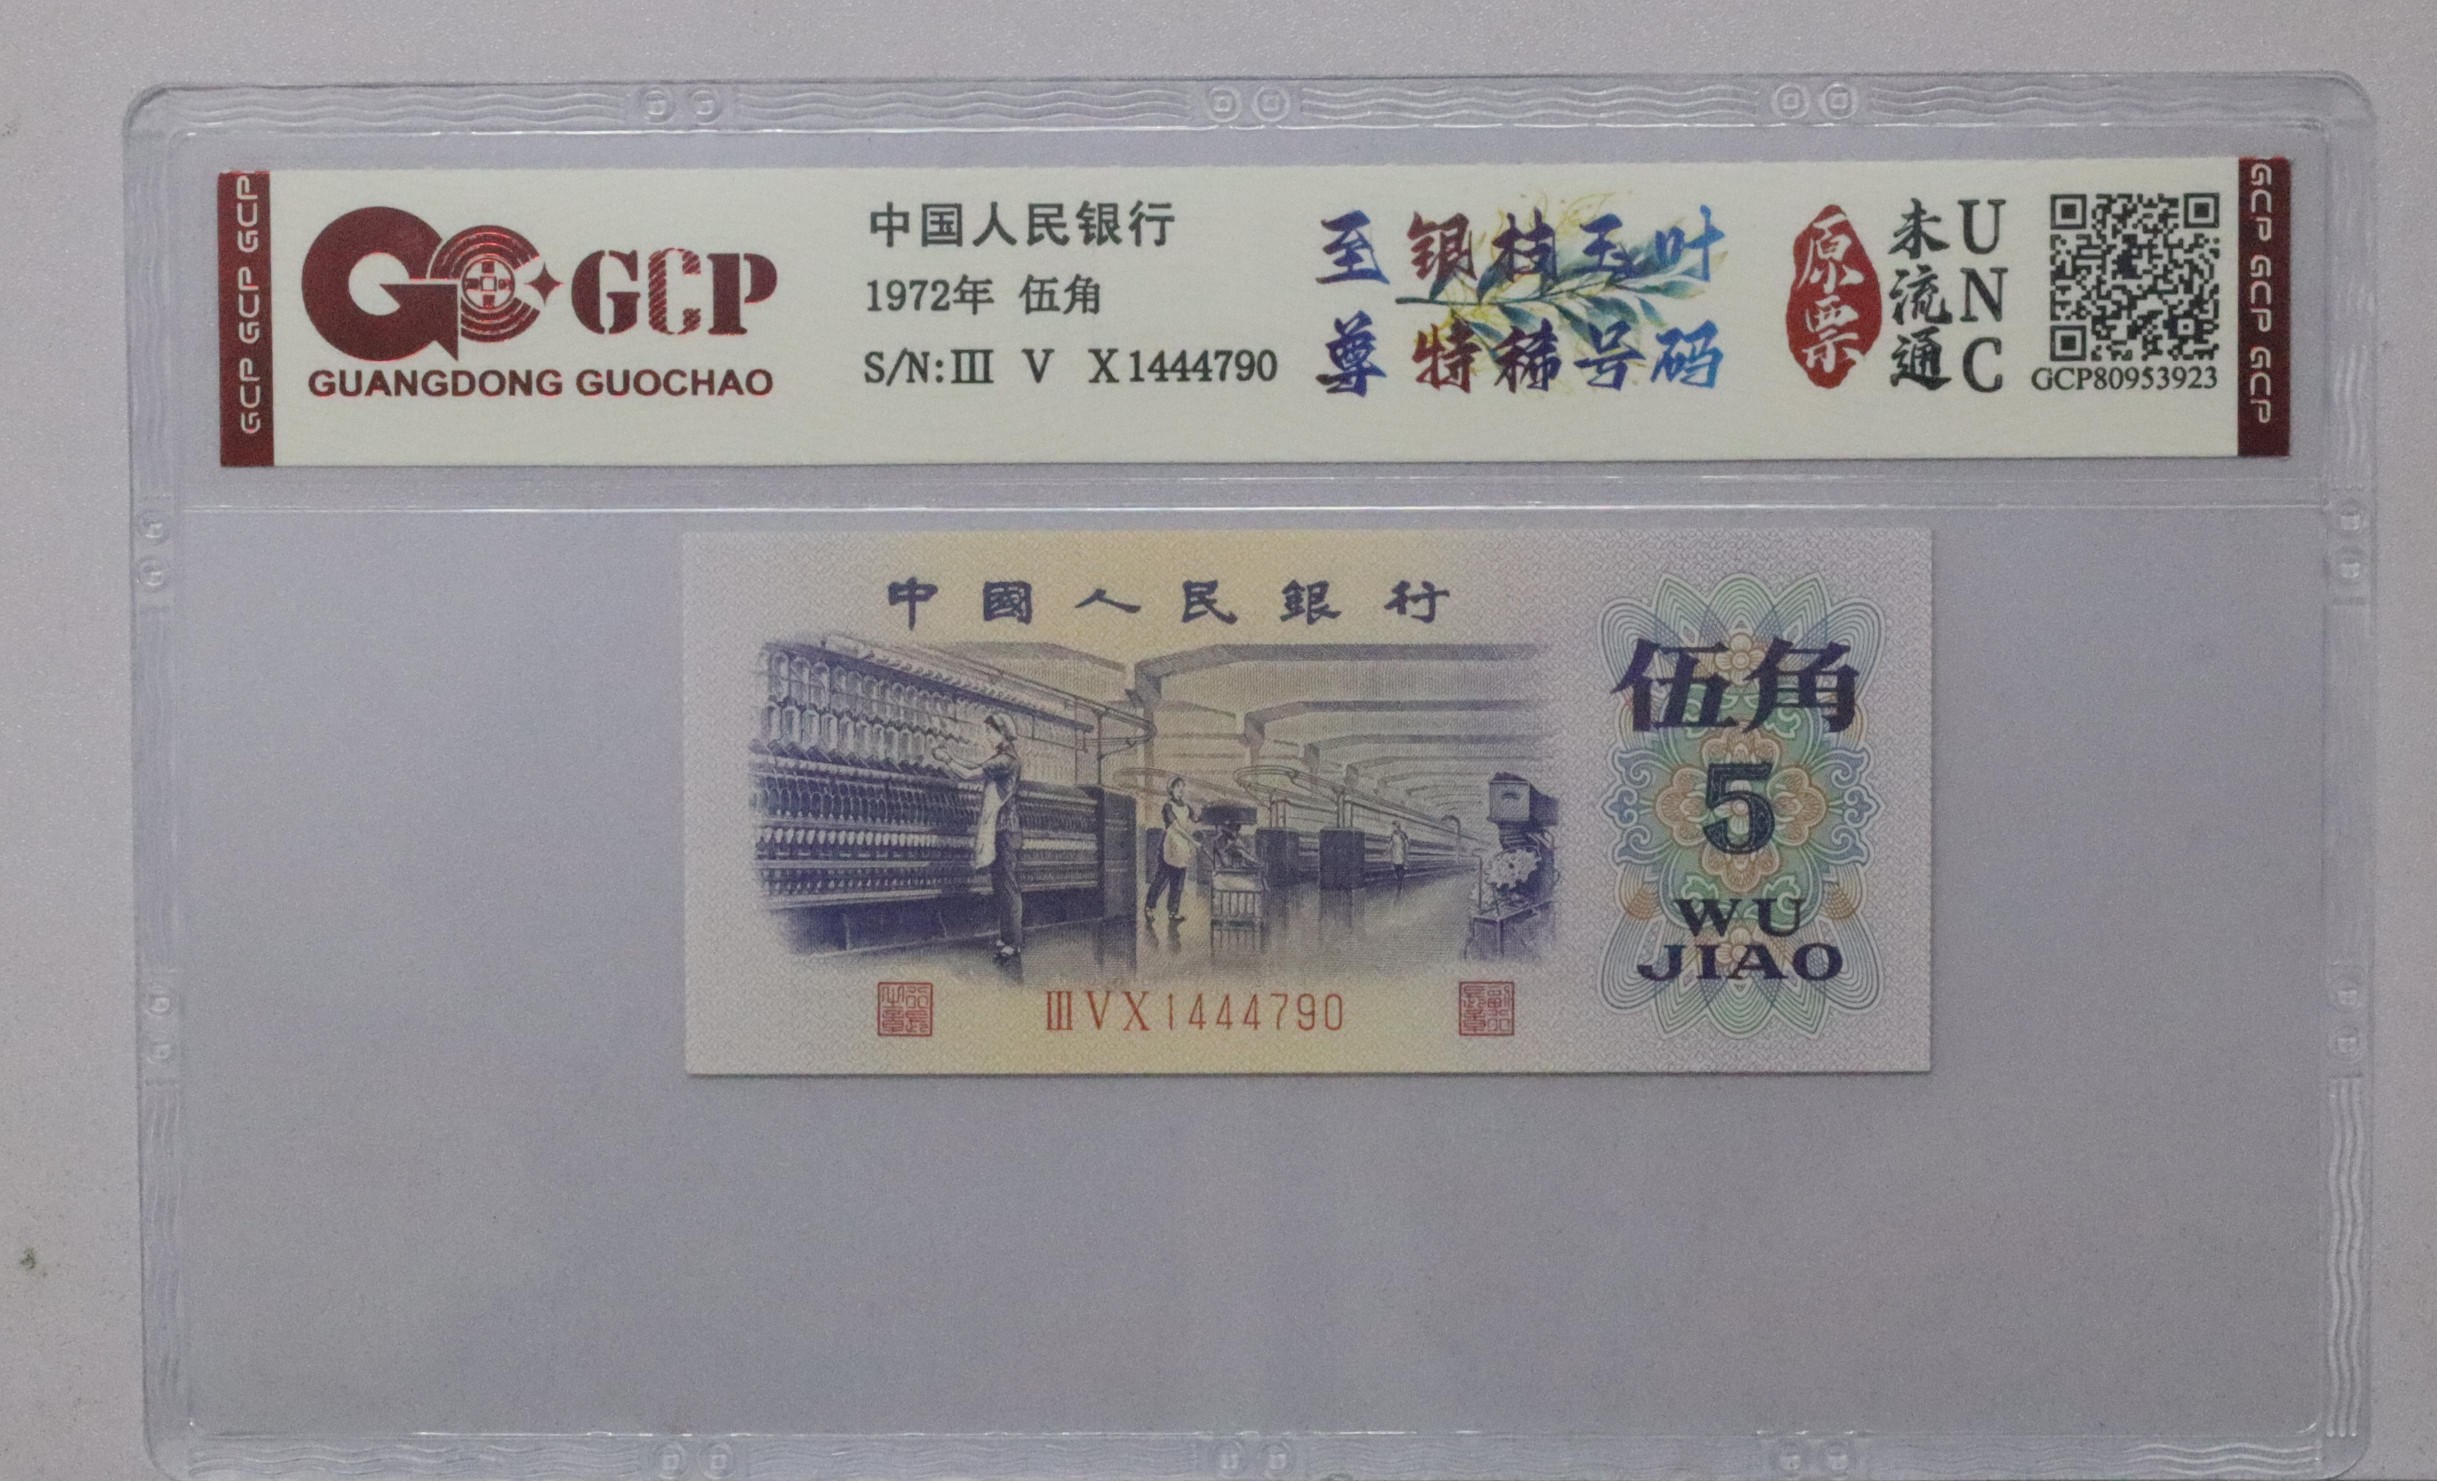 GCP GCP GCP
GCP
GUANGDONG GUOCHAO
中国人民银行
1972年 伍角
S/N:Ⅲ Ⅴ Ⅹ1444790
至尊
银枝玉叶
特稀号码
原票
未流通
UNC
GCP80953923
GCP GCP GCP
中國人民銀行
伍角
5
WU
JIAO
ⅢⅤⅩ1444790